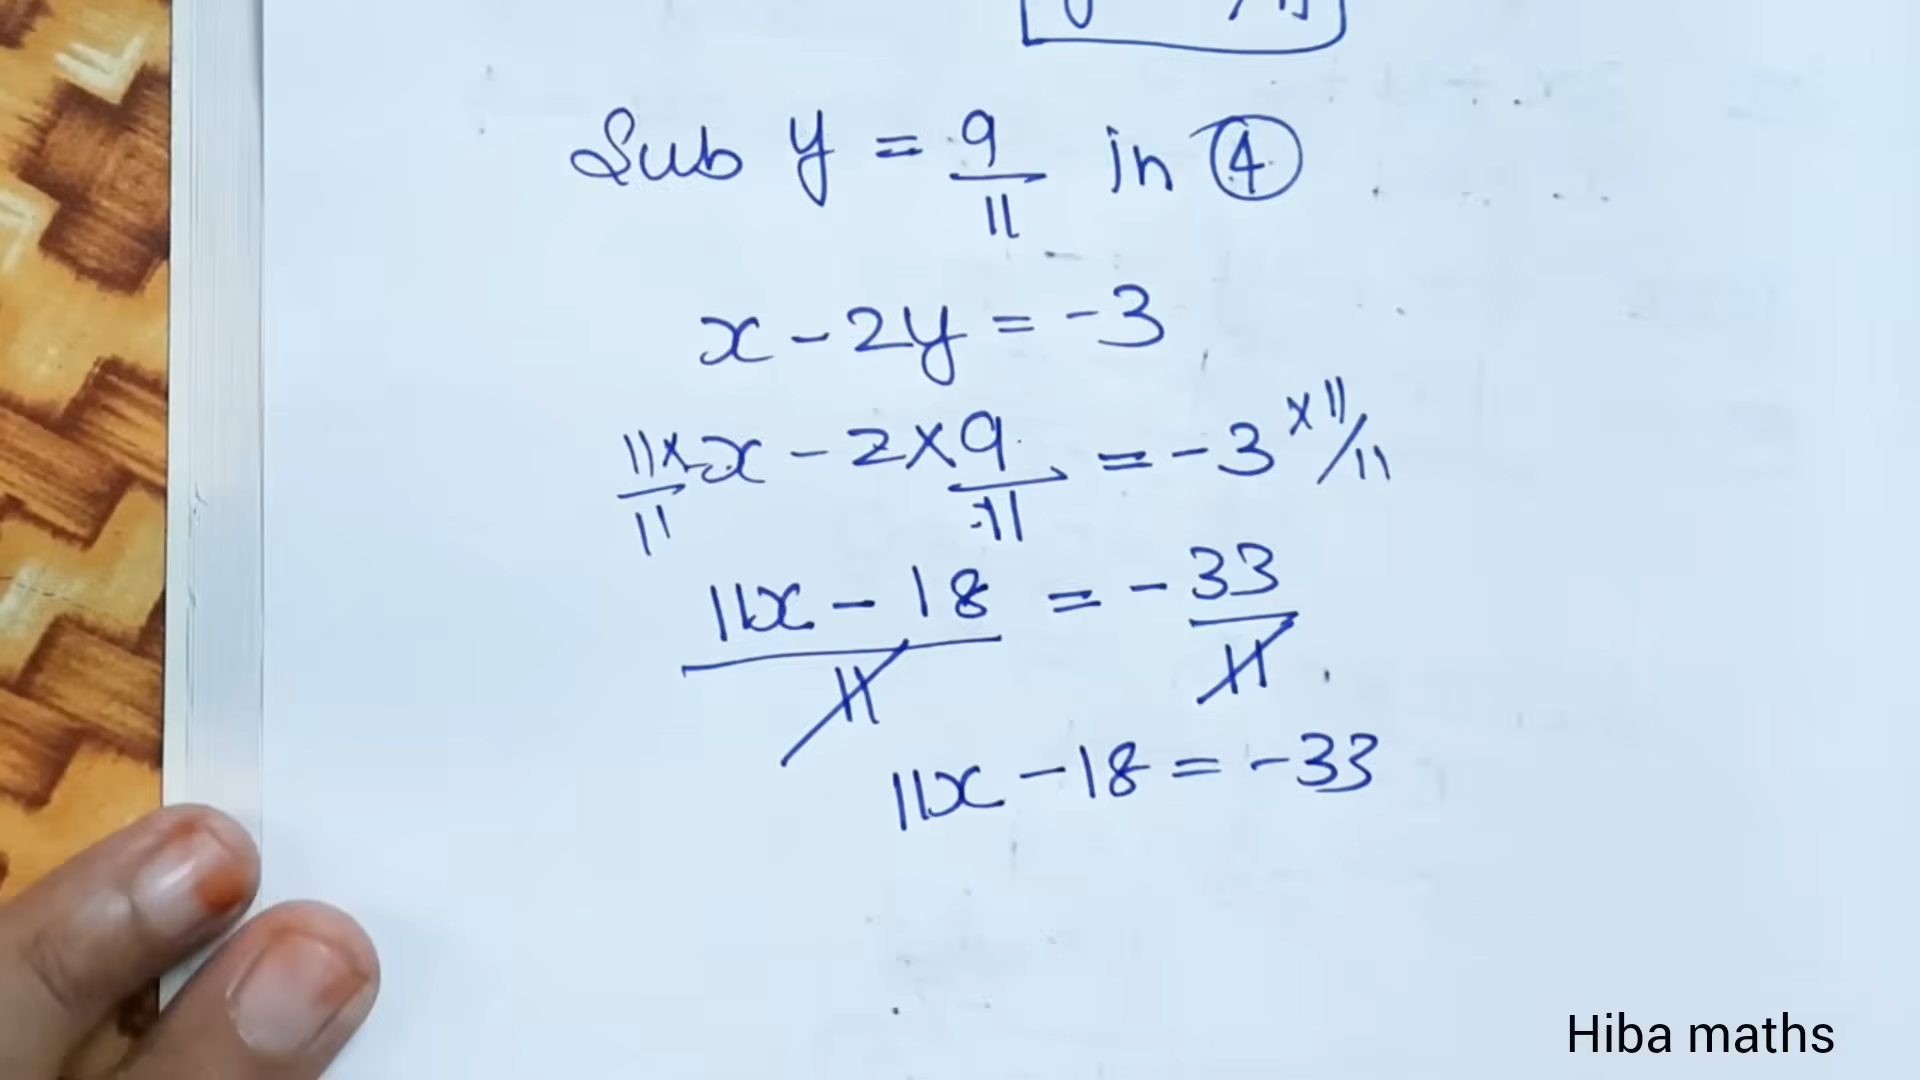 Sub y = 9/11 in ④
x - 2y = -3
11×/11 x - 2×9/11 = -3 ×11/11
11x - 18/11 = -33/11
11x - 18 = -33
Hiba maths